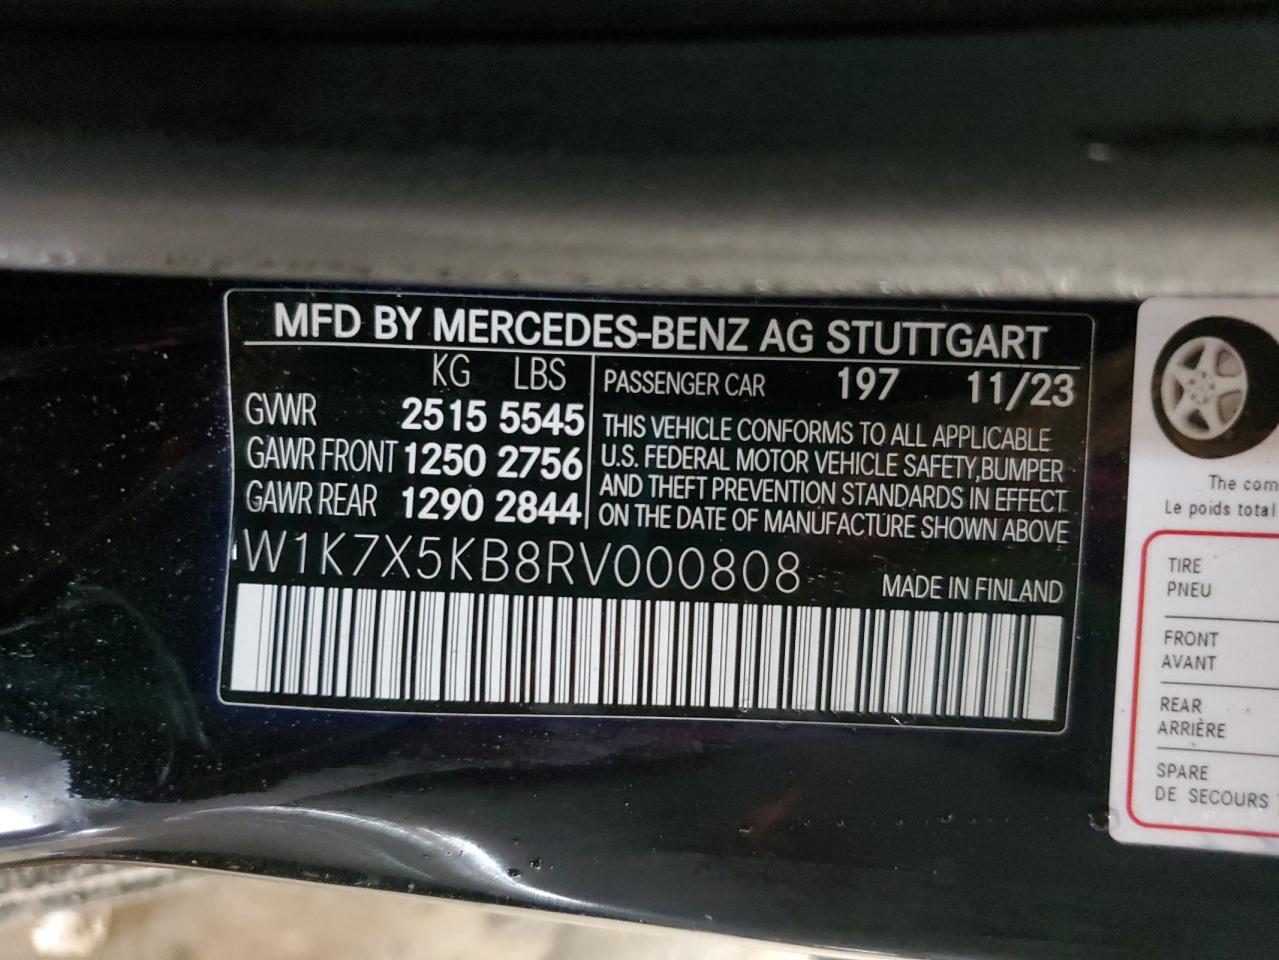 MFD BY MERCEDES-BENZ AG STUTTGART
KG LBS
GVWR 2515 5545
GAWR FRONT 1250 2756
GAWR REAR 1290 2844
PASSENGER CAR 197 11/23
THIS VEHICLE CONFORMS TO ALL APPLICABLE
U.S. FEDERAL MOTOR VEHICLE SAFETY,BUMPER
AND THEFT PREVENTION STANDARDS IN EFFECT
ON THE DATE OF MANUFACTURE SHOWN ABOVE
W1K7X5KB8RV000808
MADE IN FINLAND
The com
Le poids total
TIRE
PNEU
FRONT
AVANT
REAR
ARRIÈRE
SPARE
DE SECOURS